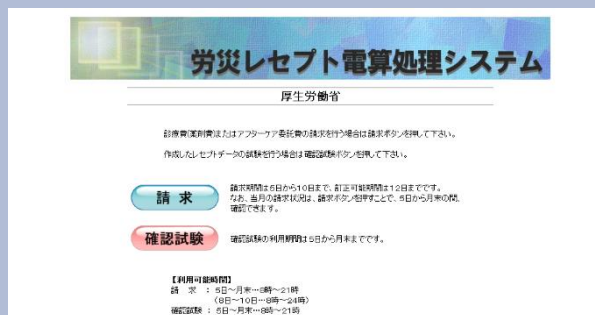 労災レセプト電算処理システム
厚生労働省
診療費(薬剤費)またはアフターケア委託費の請求を行う場合は請求ボタンを押して下さい。
作成したレセプトデータの試験を行う場合は確認試験ボタンを押して下さい。
請求
請求期間は5日から10日まで、訂正可能期間は12日までです。
なお、当月の請求状況は、請求ボタンを押すことで、5日から月末の間、
確認できます。
確認試験
確認試験の利用期間は5日から月末までです。
【利用可能時間】
請 求 : 5日~月末…8時~21時
(8日~10日…8時~24時)
確認試験 : 5日~月末…8時~21時